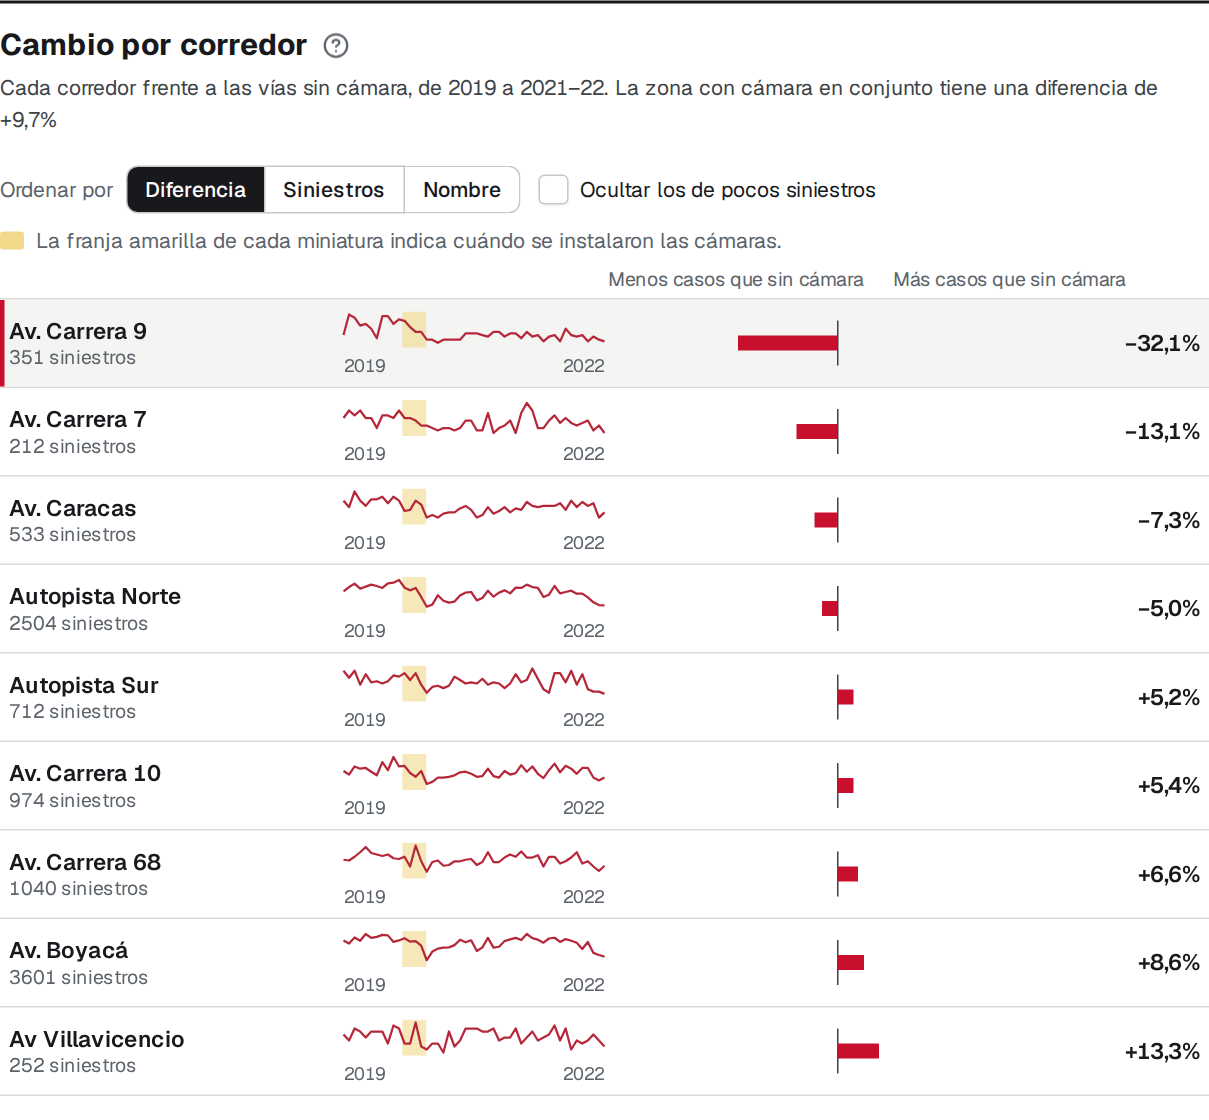 Cambio por corredor ?
Cada corredor frente a las vías sin cámara, de 2019 a 2021–22. La zona con cámara en conjunto tiene una diferencia de
+9,7%
Ordenar por Diferencia Siniestros Nombre Ocultar los de pocos siniestros
La franja amarilla de cada miniatura indica cuándo se instalaron las cámaras.
Menos casos que sin cámara Más casos que sin cámara
Av. Carrera 9
351 siniestros
2019 2022
−32,1%
Av. Carrera 7
212 siniestros
2019 2022
−13,1%
Av. Caracas
533 siniestros
2019 2022
−7,3%
Autopista Norte
2504 siniestros
2019 2022
−5,0%
Autopista Sur
712 siniestros
2019 2022
+5,2%
Av. Carrera 10
974 siniestros
2019 2022
+5,4%
Av. Carrera 68
1040 siniestros
2019 2022
+6,6%
Av. Boyacá
3601 siniestros
2019 2022
+8,6%
Av Villavicencio
252 siniestros
2019 2022
+13,3%